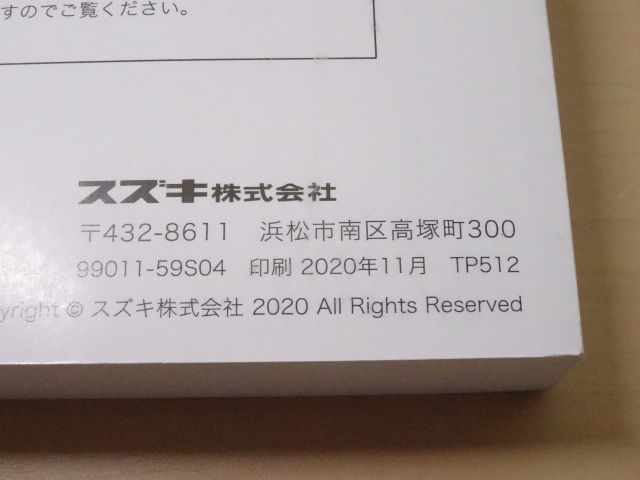 すのでご覧ください。
スズキ株式会社
〒432-8611 浜松市南区高塚町300
99011-59S04 印刷 2020年11月 TP512
yright © スズキ株式会社 2020 All Rights Reserved